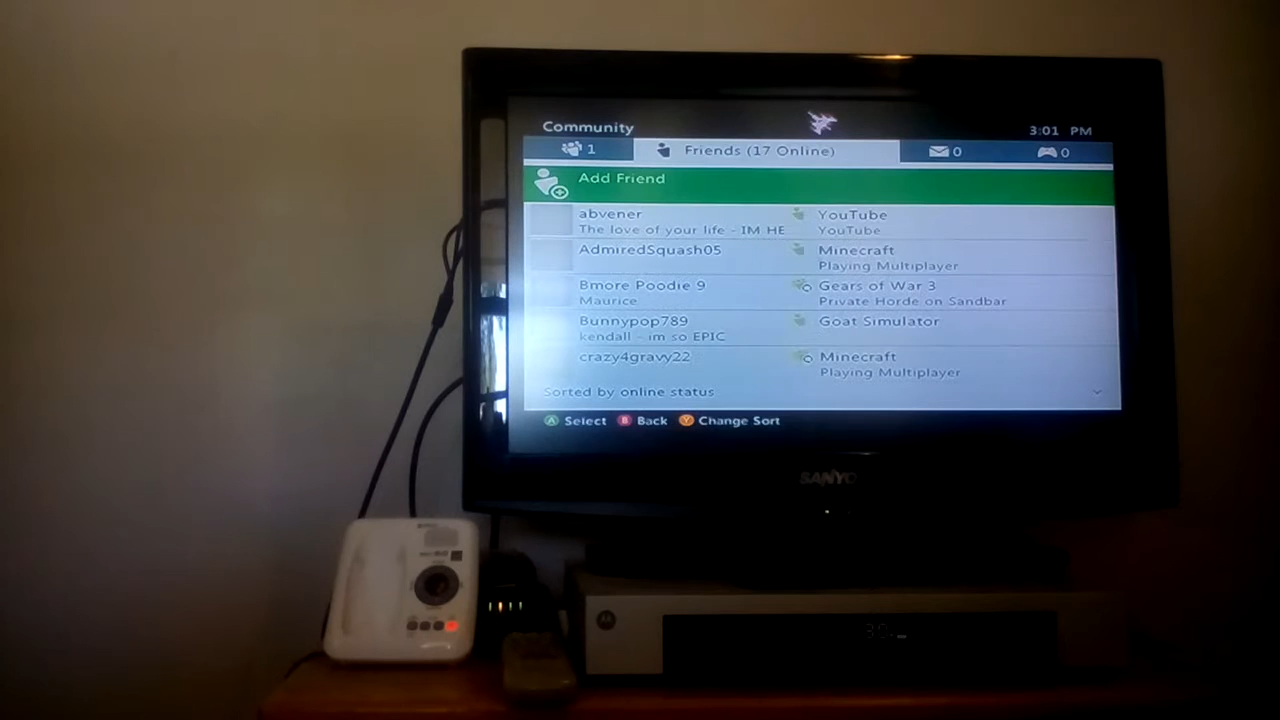 Community
3:01 PM
1
Friends (17 Online)
0
0
Add Friend
abvener
YouTube
The love of your life - IM HE
YouTube
AdmiredSquash05
Minecraft
Playing Multiplayer
Bmore Poodie 9
Gears of War 3
Maurice
Private Horde on Sandbar
Bunnypop789
Goat Simulator
kendall - im so EPIC
crazy4gravy22
Minecraft
Playing Multiplayer
Sorted by online status
A Select B Back Y Change Sort
SANYO